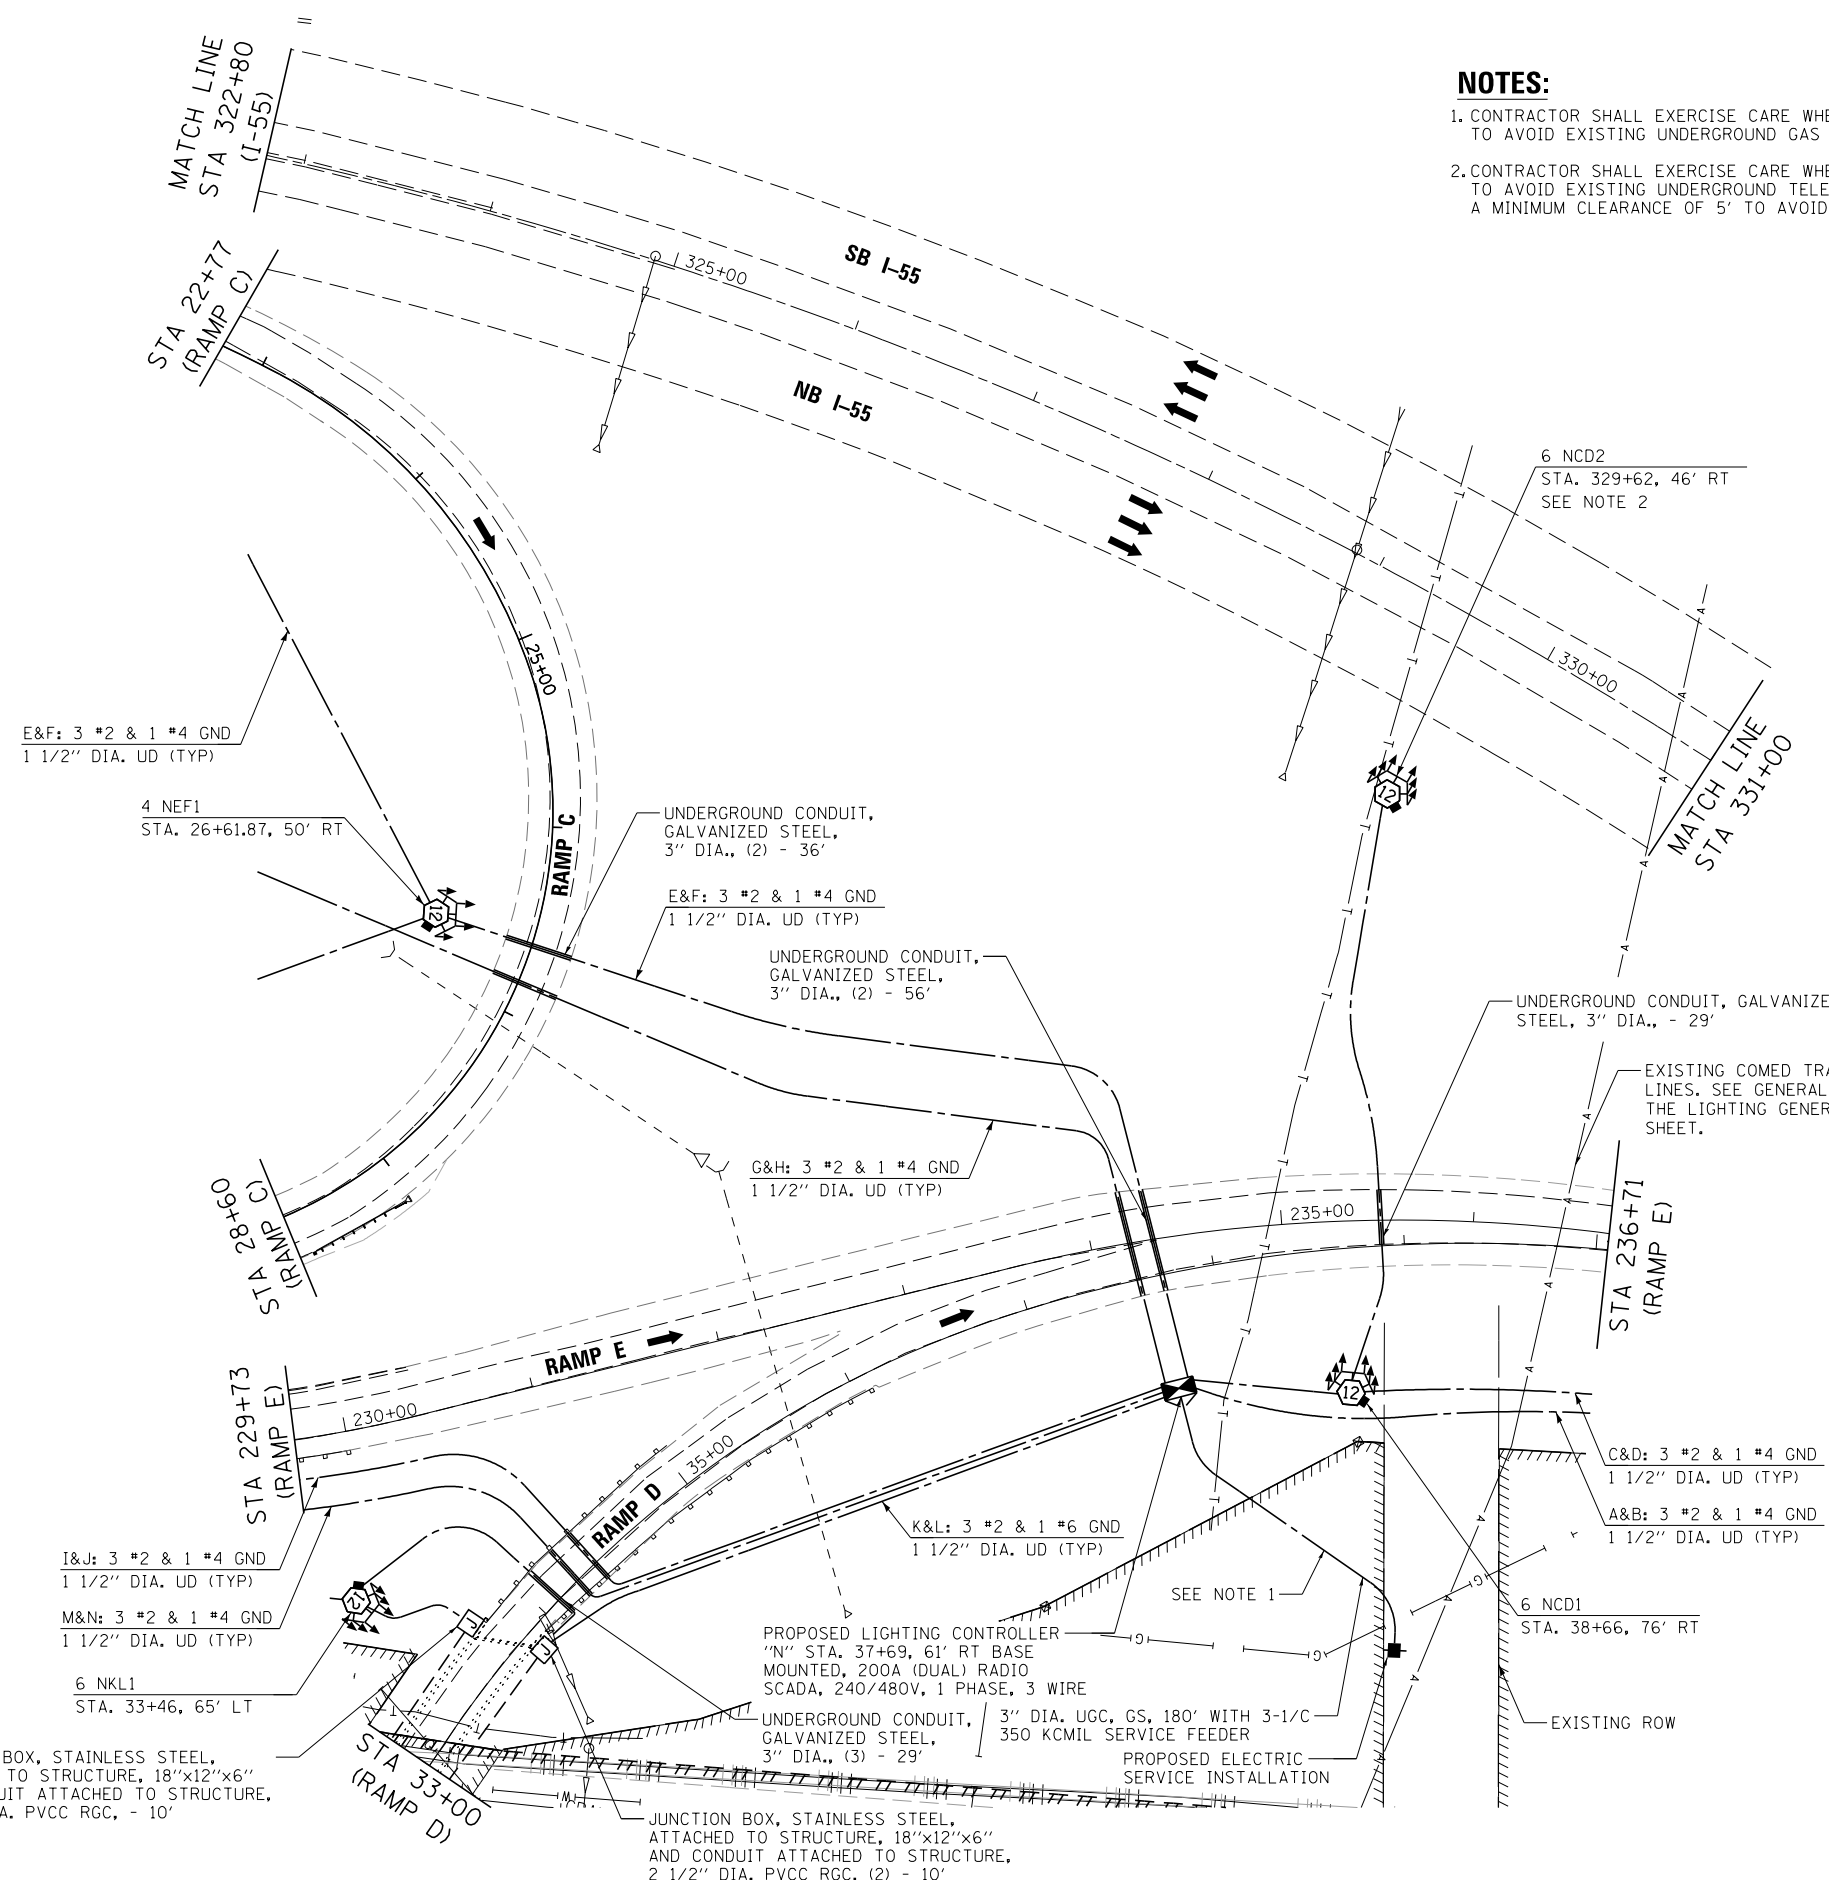 MATCH LINE
STA 322+80
(I-55)
NOTES:
1. CONTRACTOR SHALL EXERCISE CARE
TO AVOID EXISTING UNDERGROUND GAS
2. CONTRACTOR SHALL EXERCISE CARE
TO AVOID EXISTING UNDERGROUND
A MINIMUM CLEARANCE OF 5' TO AVOID
STA 22+77
(RAMP C)
325+00
SB I-55
NB I-55
6 NCD2
STA. 329+62, 46' RT
SEE NOTE 2
25+00
330+00
MATCH LINE
STA 331+00
E&F: 3 #2 & 1 #4 GND
1 1/2" DIA. UD (TYP)
4 NEF1
STA. 26+61.87, 50' RT
12
12
RAMP C
UNDERGROUND CONDUIT,
GALVANIZED STEEL,
3" DIA., (2) - 36'
E&F: 3 #2 & 1 #4 GND
1 1/2" DIA. UD (TYP)
UNDERGROUND CONDUIT,
GALVANIZED STEEL,
3" DIA., (2) - 56'
UNDERGROUND CONDUIT,
STEEL, 3" DIA., - 29'
EXISTING COMED
LINES. SEE GENERAL
THE LIGHTING
SHEET.
G&H: 3 #2 & 1 #4 GND
1 1/2" DIA. UD (TYP)
STA 28+60
(RAMP C)
235+00
STA 236+71
(RAMP E)
RAMP E
STA 229+73
(RAMP E)
230+00
12
35+00
RAMP D
C&D: 3 #2 & 1 #4 GND
1 1/2" DIA. UD (TYP)
A&B: 3 #2 & 1 #4 GND
1 1/2" DIA. UD (TYP)
K&L: 3 #2 & 1 #6 GND
1 1/2" DIA. UD (TYP)
I&J: 3 #2 & 1 #4 GND
1 1/2" DIA. UD (TYP)
M&N: 3 #2 & 1 #4 GND
1 1/2" DIA. UD (TYP)
12
J
J
SEE NOTE 1
6 NCD1
STA. 38+66, 76' RT
6 NKL1
STA. 33+46, 65' LT
PROPOSED LIGHTING CONTROLLER
"N" STA. 37+69, 61' RT BASE
MOUNTED, 200A (DUAL) RADIO
SCADA, 240/480V, 1 PHASE, 3 WIRE
UNDERGROUND CONDUIT,
GALVANIZED STEEL,
3" DIA., (3) - 29'
3" DIA. UGC, GS, 180' WITH 3-1/C
350 KCMIL SERVICE FEEDER
PROPOSED ELECTRIC
SERVICE INSTALLATION
EXISTING ROW
STA 33+00
(RAMP D)
BOX, STAINLESS STEEL,
TO STRUCTURE, 18"x12"x6"
ATTACHED TO STRUCTURE,
PVCC RGC, - 10'
JUNCTION BOX, STAINLESS STEEL,
ATTACHED TO STRUCTURE, 18"x12"x6"
AND CONDUIT ATTACHED TO STRUCTURE,
2 1/2" DIA. PVCC RGC, (2) - 10'